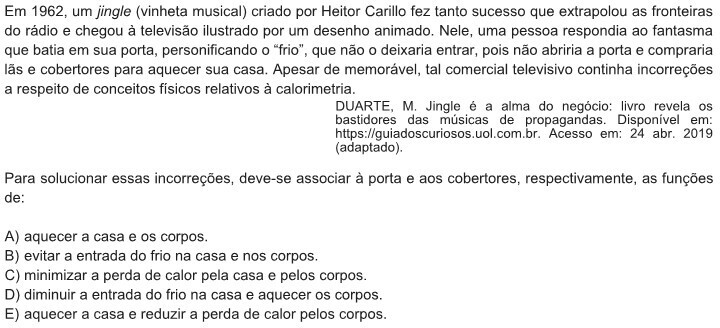 Em 1962, um jingle (vinheta musical) criado por Heitor Carillo fez tanto sucesso que extrapolou as fronteiras
do rádio e chegou à televisão ilustrado por um desenho animado. Nele, uma pessoa respondia ao fantasma
que batia em sua porta, personificando o “frio”, que não o deixaria entrar, pois não abriria a porta e compraria
lãs e cobertores para aquecer sua casa. Apesar de memorável, tal comercial televisivo continha incorreções
a respeito de conceitos físicos relativos à calorimetria.
DUARTE, M. Jingle é a alma do negócio: livro revela os
bastidores das músicas de propagandas. Disponível em:
https://guiadoscuriosos.uol.com.br. Acesso em: 24 abr. 2019
(adaptado).
Para solucionar essas incorreções, deve-se associar à porta e aos cobertores, respectivamente, as funções
de:
A) aquecer a casa e os corpos.
B) evitar a entrada do frio na casa e nos corpos.
C) minimizar a perda de calor pela casa e pelos corpos.
D) diminuir a entrada do frio na casa e aquecer os corpos.
E) aquecer a casa e reduzir a perda de calor pelos corpos.